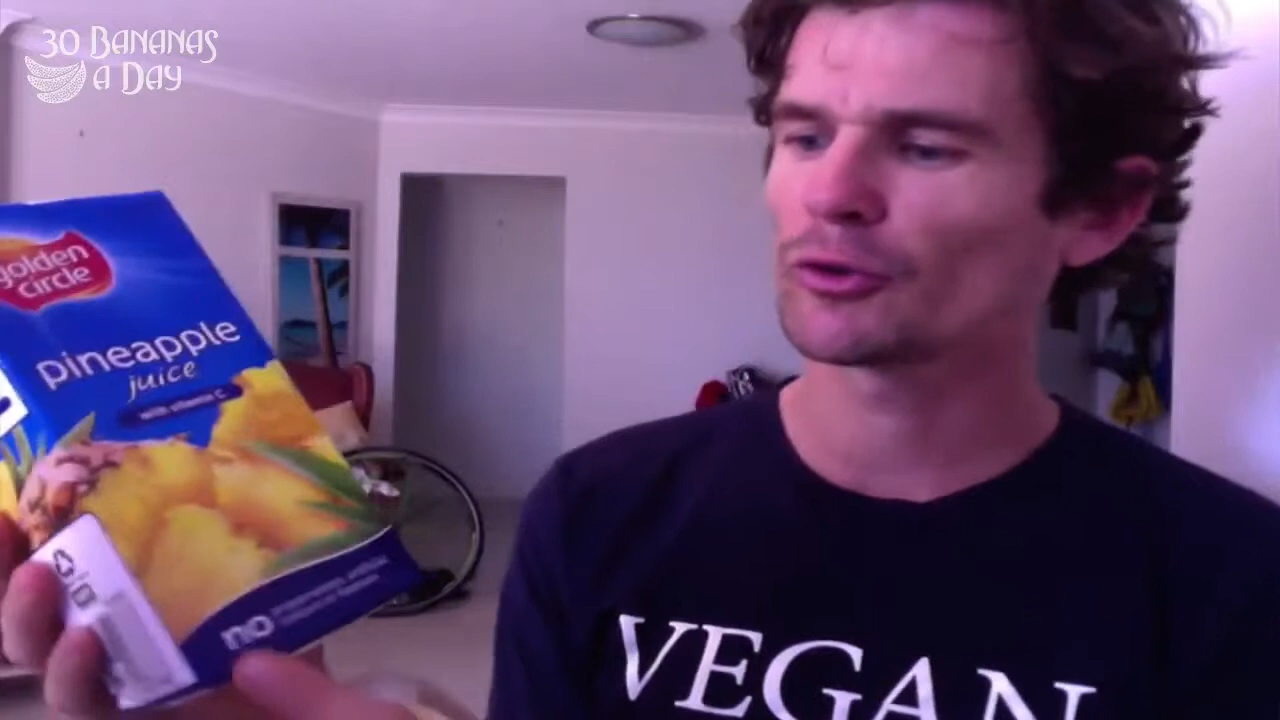 30 BANANAS
A DAY
golden
circle
pineapple
juice
with vitamin C
no
VEGAN